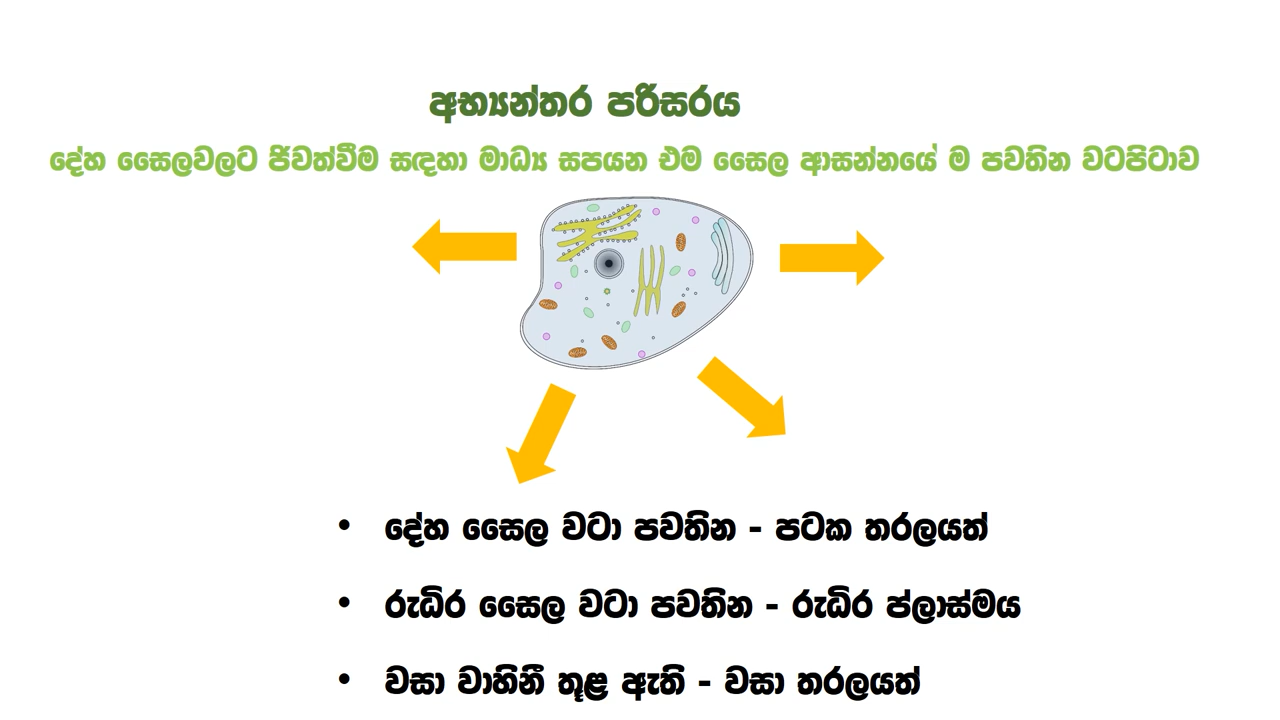 අභ්‍යන්තර පරිසරය
දේහ සෛලවලට ජීවත්වීම සඳහා මාධ්‍ය සපයන එම සෛල ආසන්නයේ ම පවතින වටපිටාව
• දේහ සෛල වටා පවතින - පටක තරලයත්
• රුධිර සෛල වටා පවතින - රුධිර ප්ලාස්මය
• වසා වාහිනී තුළ ඇති - වසා තරලයත්